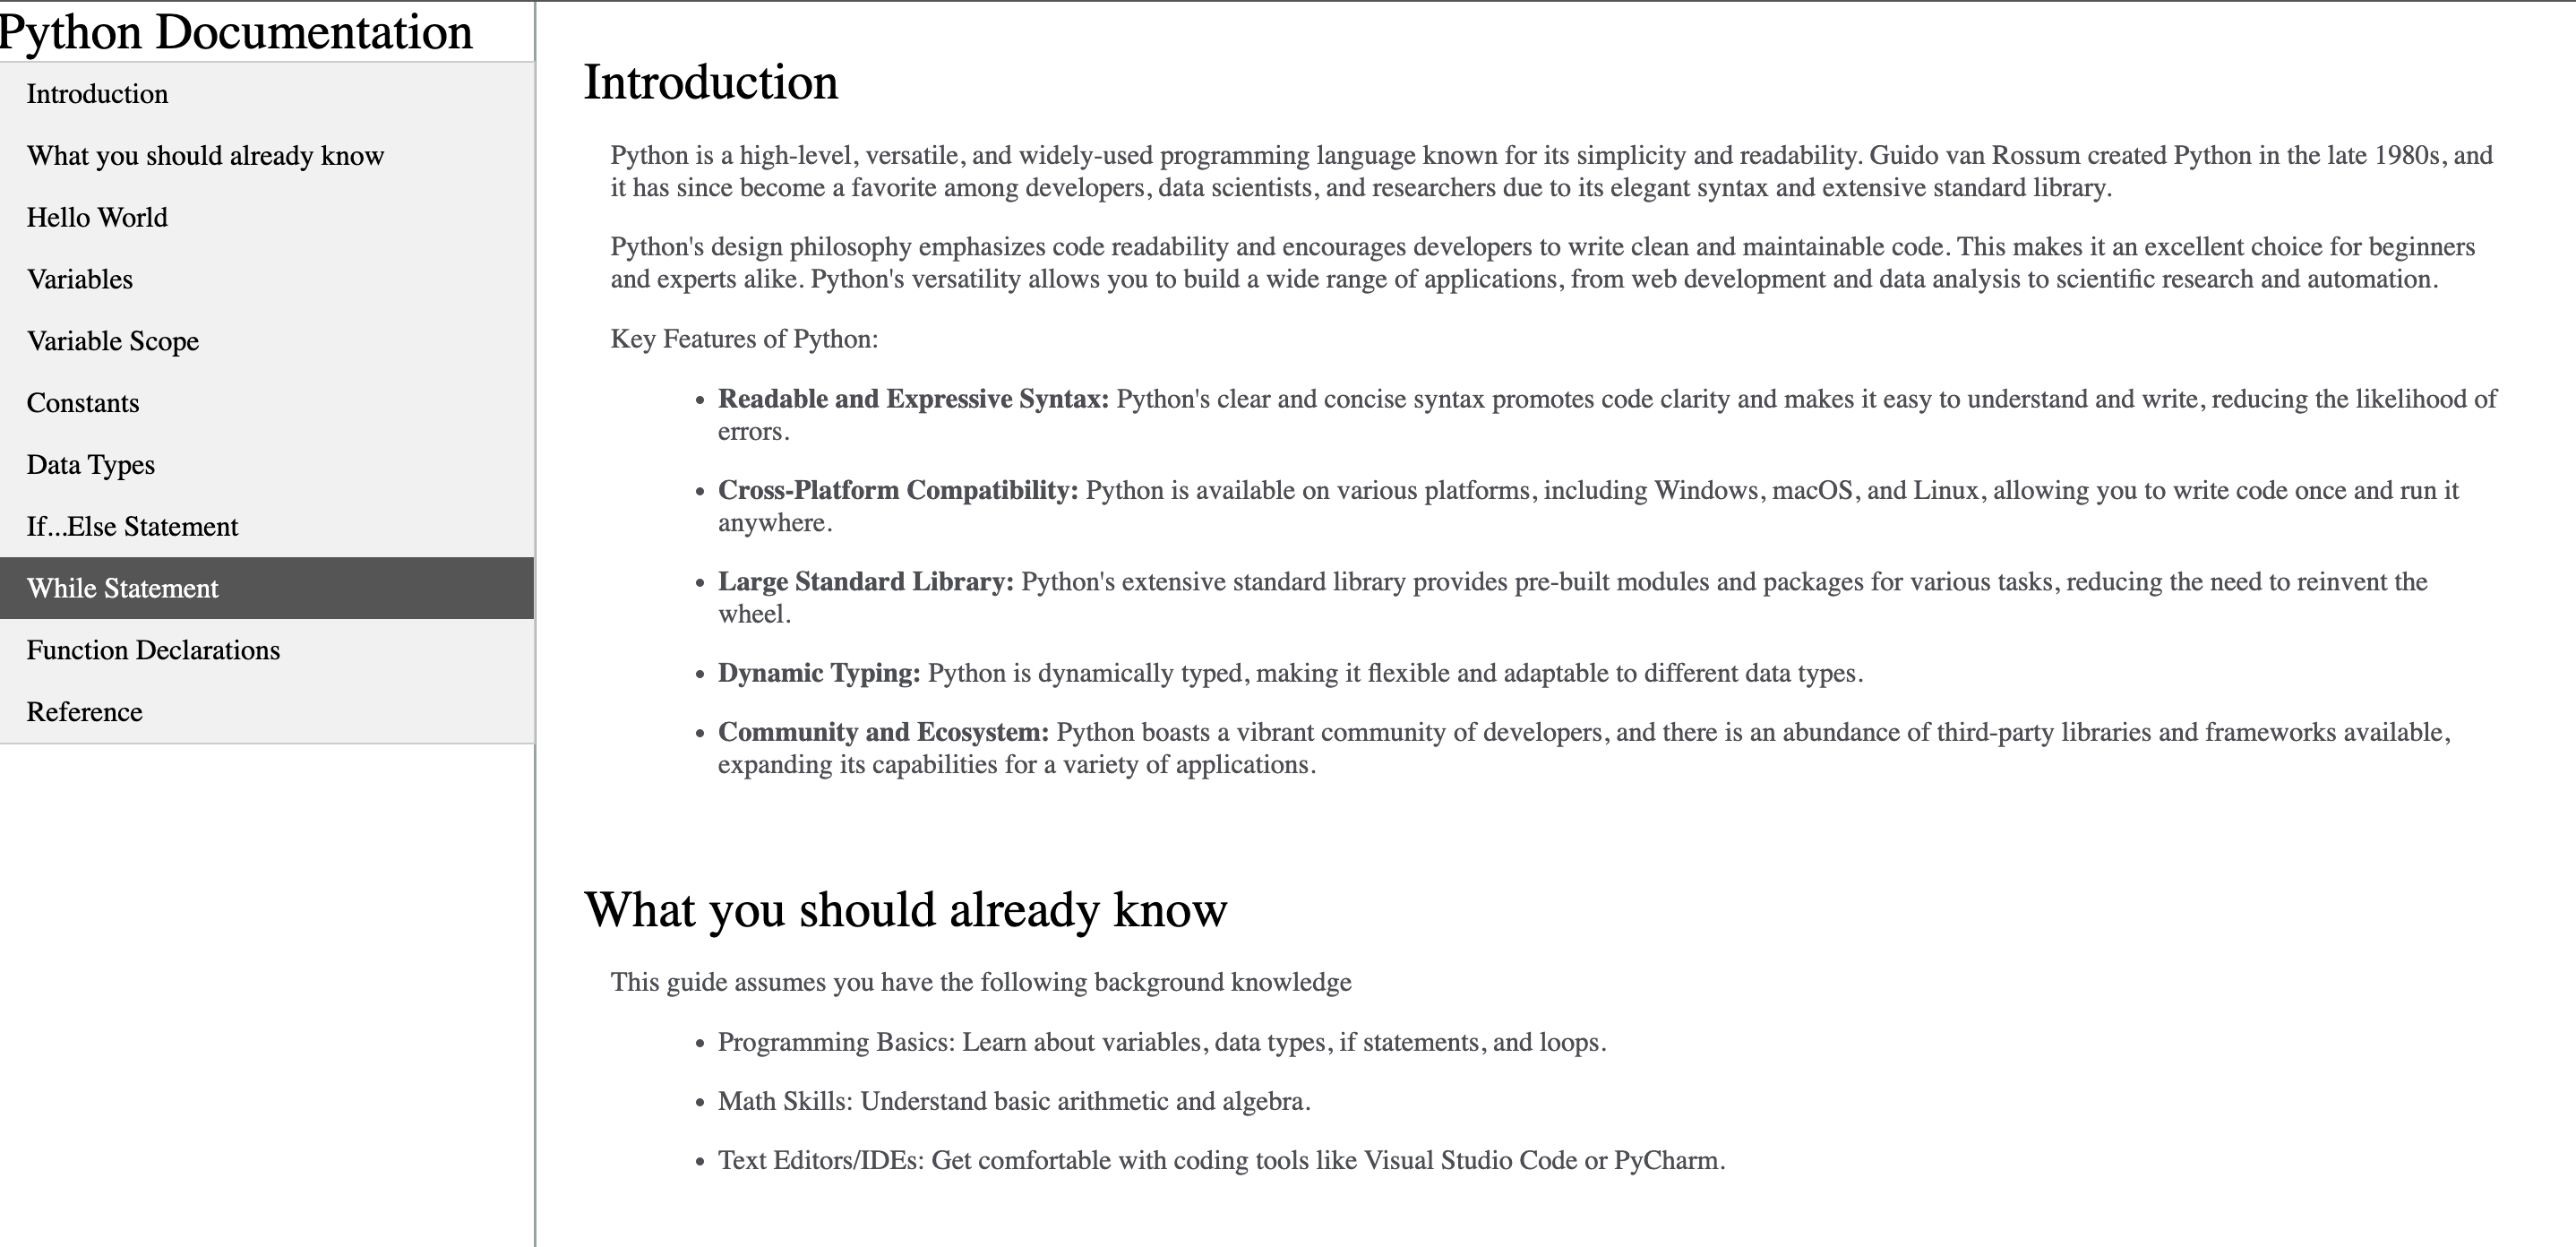 Python Documentation
Introduction
What you should already know
Hello World
Variables
Variable Scope
Constants
Data Types
If...Else Statement
While Statement
Function Declarations
Reference
Introduction
Python is a high-level, versatile, and widely-used programming language known for its simplicity and readability. Guido van Rossum created Python in the late 1980s, and
it has since become a favorite among developers, data scientists, and researchers due to its elegant syntax and extensive standard library.
Python's design philosophy emphasizes code readability and encourages developers to write clean and maintainable code. This makes it an excellent choice for beginners
and experts alike. Python's versatility allows you to build a wide range of applications, from web development and data analysis to scientific research and automation.
Key Features of Python:
• Readable and Expressive Syntax: Python's clear and concise syntax promotes code clarity and makes it easy to understand and write, reducing the likelihood of
errors.
• Cross-Platform Compatibility: Python is available on various platforms, including Windows, macOS, and Linux, allowing you to write code once and run it
anywhere.
• Large Standard Library: Python's extensive standard library provides pre-built modules and packages for various tasks, reducing the need to reinvent the
wheel.
• Dynamic Typing: Python is dynamically typed, making it flexible and adaptable to different data types.
• Community and Ecosystem: Python boasts a vibrant community of developers, and there is an abundance of third-party libraries and frameworks available,
expanding its capabilities for a variety of applications.
What you should already know
This guide assumes you have the following background knowledge
• Programming Basics: Learn about variables, data types, if statements, and loops.
• Math Skills: Understand basic arithmetic and algebra.
• Text Editors/IDEs: Get comfortable with coding tools like Visual Studio Code or PyCharm.